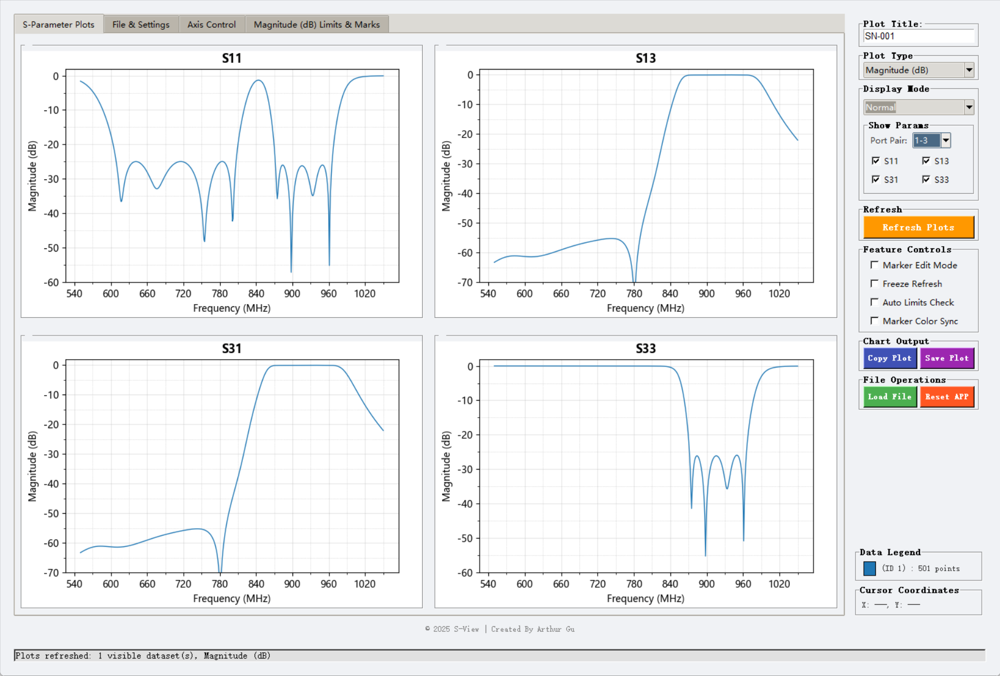 S-Parameter Plots
File & Settings
Axis Control
Magnitude (dB) Limits & Marks
S11
0
-10
-20
-30
-40
-50
-60
Magnitude (dB)
540 600 660 720 780 840 900 960 1020
Frequency (MHz)
S13
0
-10
-20
-30
-40
-50
-60
-70
Magnitude (dB)
540 600 660 720 780 840 900 960 1020
Frequency (MHz)
S31
0
-10
-20
-30
-40
-50
-60
-70
Magnitude (dB)
540 600 660 720 780 840 900 960 1020
Frequency (MHz)
S33
0
-10
-20
-30
-40
-50
-60
Magnitude (dB)
540 600 660 720 780 840 900 960 1020
Frequency (MHz)
Plot Title:
SN-001
Plot Type
Magnitude (dB)
Display Mode
Normal
Show Params
Port Pair: 1-3
S11 S13
S31 S33
Refresh
Refresh Plots
Feature Controls
Marker Edit Mode
Freeze Refresh
Auto Limits Check
Marker Color Sync
Chart Output
Copy Plot Save Plot
File Operations
Load File Reset APP
Data Legend
(ID 1) : 501 points
Cursor Coordinates
X: —, Y: —
© 2025 S-View | Created By Arthur Gu
Plots refreshed: 1 visible dataset(s), Magnitude (dB)